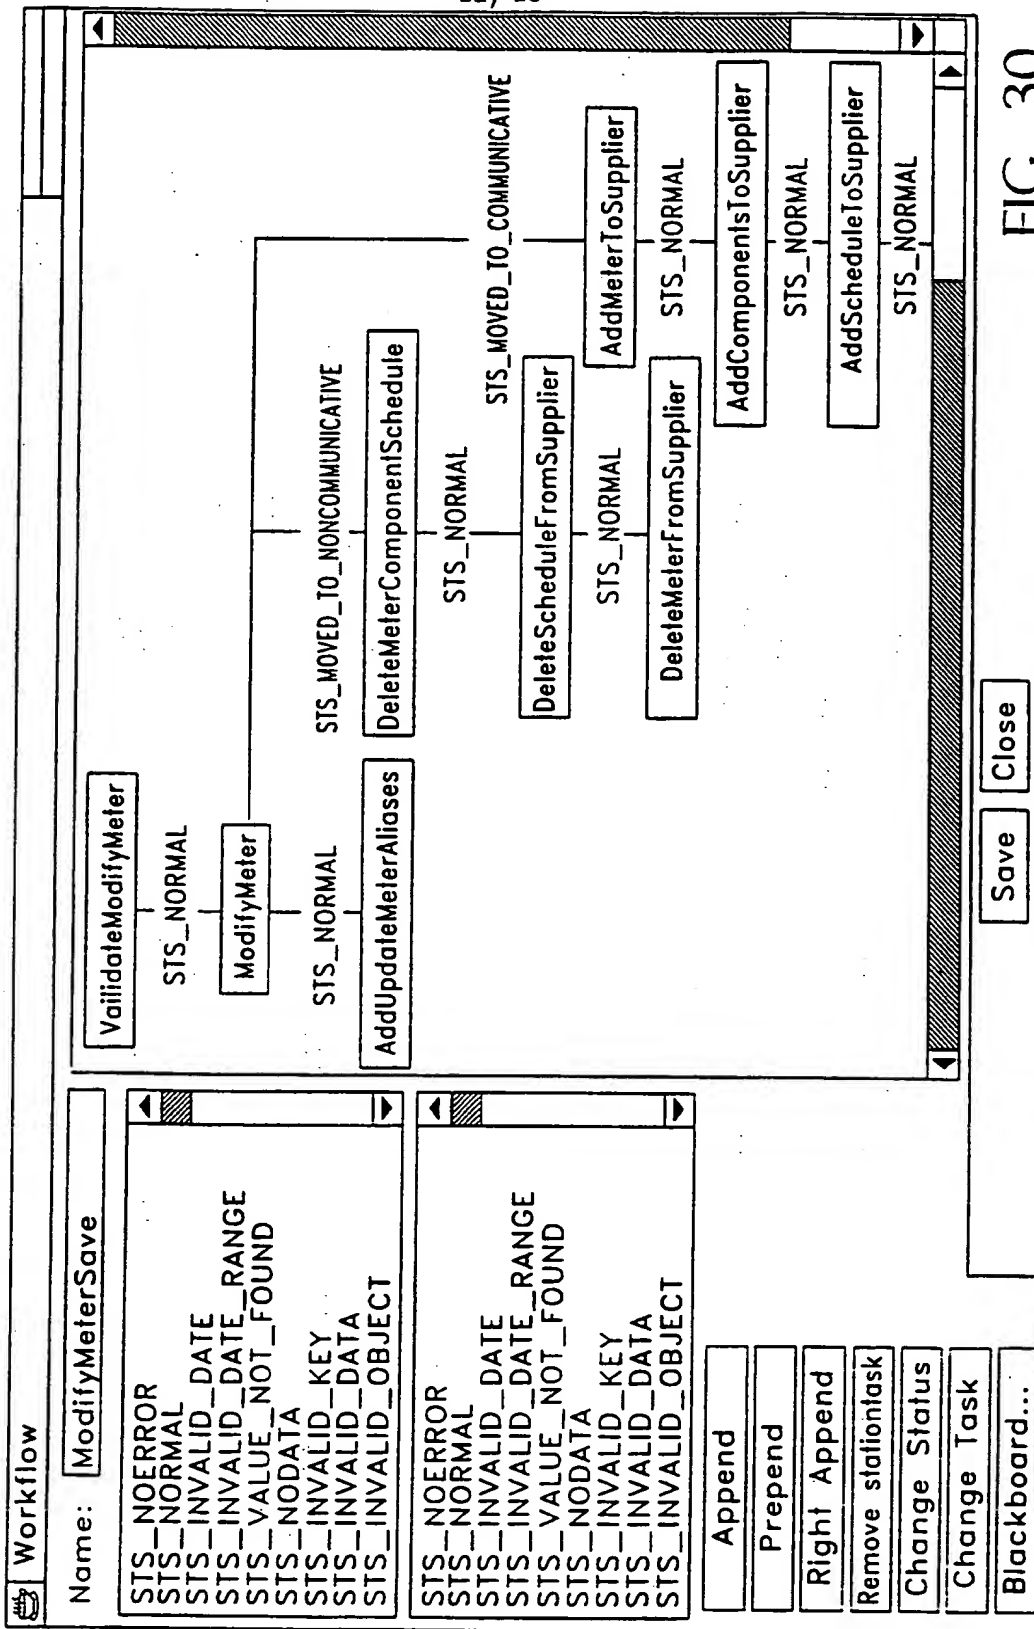 Workflow
Name: ModifyMeterSave
STS_NOERROR
STS_NORMAL
STS_INVALID_DATE
STS_INVALID_DATE_RANGE
STS_VALUE_NOT_FOUND
STS_NODATA
STS_INVALID_KEY
STS_INVALID_DATA
STS_INVALID_OBJECT
STS_NOERROR
STS_NORMAL
STS_INVALID_DATE
STS_INVALID_DATE_RANGE
STS_VALUE_NOT_FOUND
STS_NODATA
STS_INVALID_KEY
STS_INVALID_DATA
STS_INVALID_OBJECT
Append
Prepend
Right Append
Remove stationtask
Change Status
Change Task
Blackboard...
VailidateModifyMeter
STS_NORMAL
ModifyMeter
STS_NORMAL
AddUpdateMeterAliases
STS_MOVED_TO_NONCOMMUNICATIVE
DeleteMeterComponentSchedule
STS_NORMAL
DeleteScheduleFromSupplier
STS_NORMAL
DeleteMeterFromSupplier
STS_MOVED_TO_COMMUNICATIVE
AddMeterToSupplier
STS_NORMAL
AddComponentsToSupplier
STS_NORMAL
AddScheduleToSupplier
STS_NORMAL
Save
Close
FIG. 30